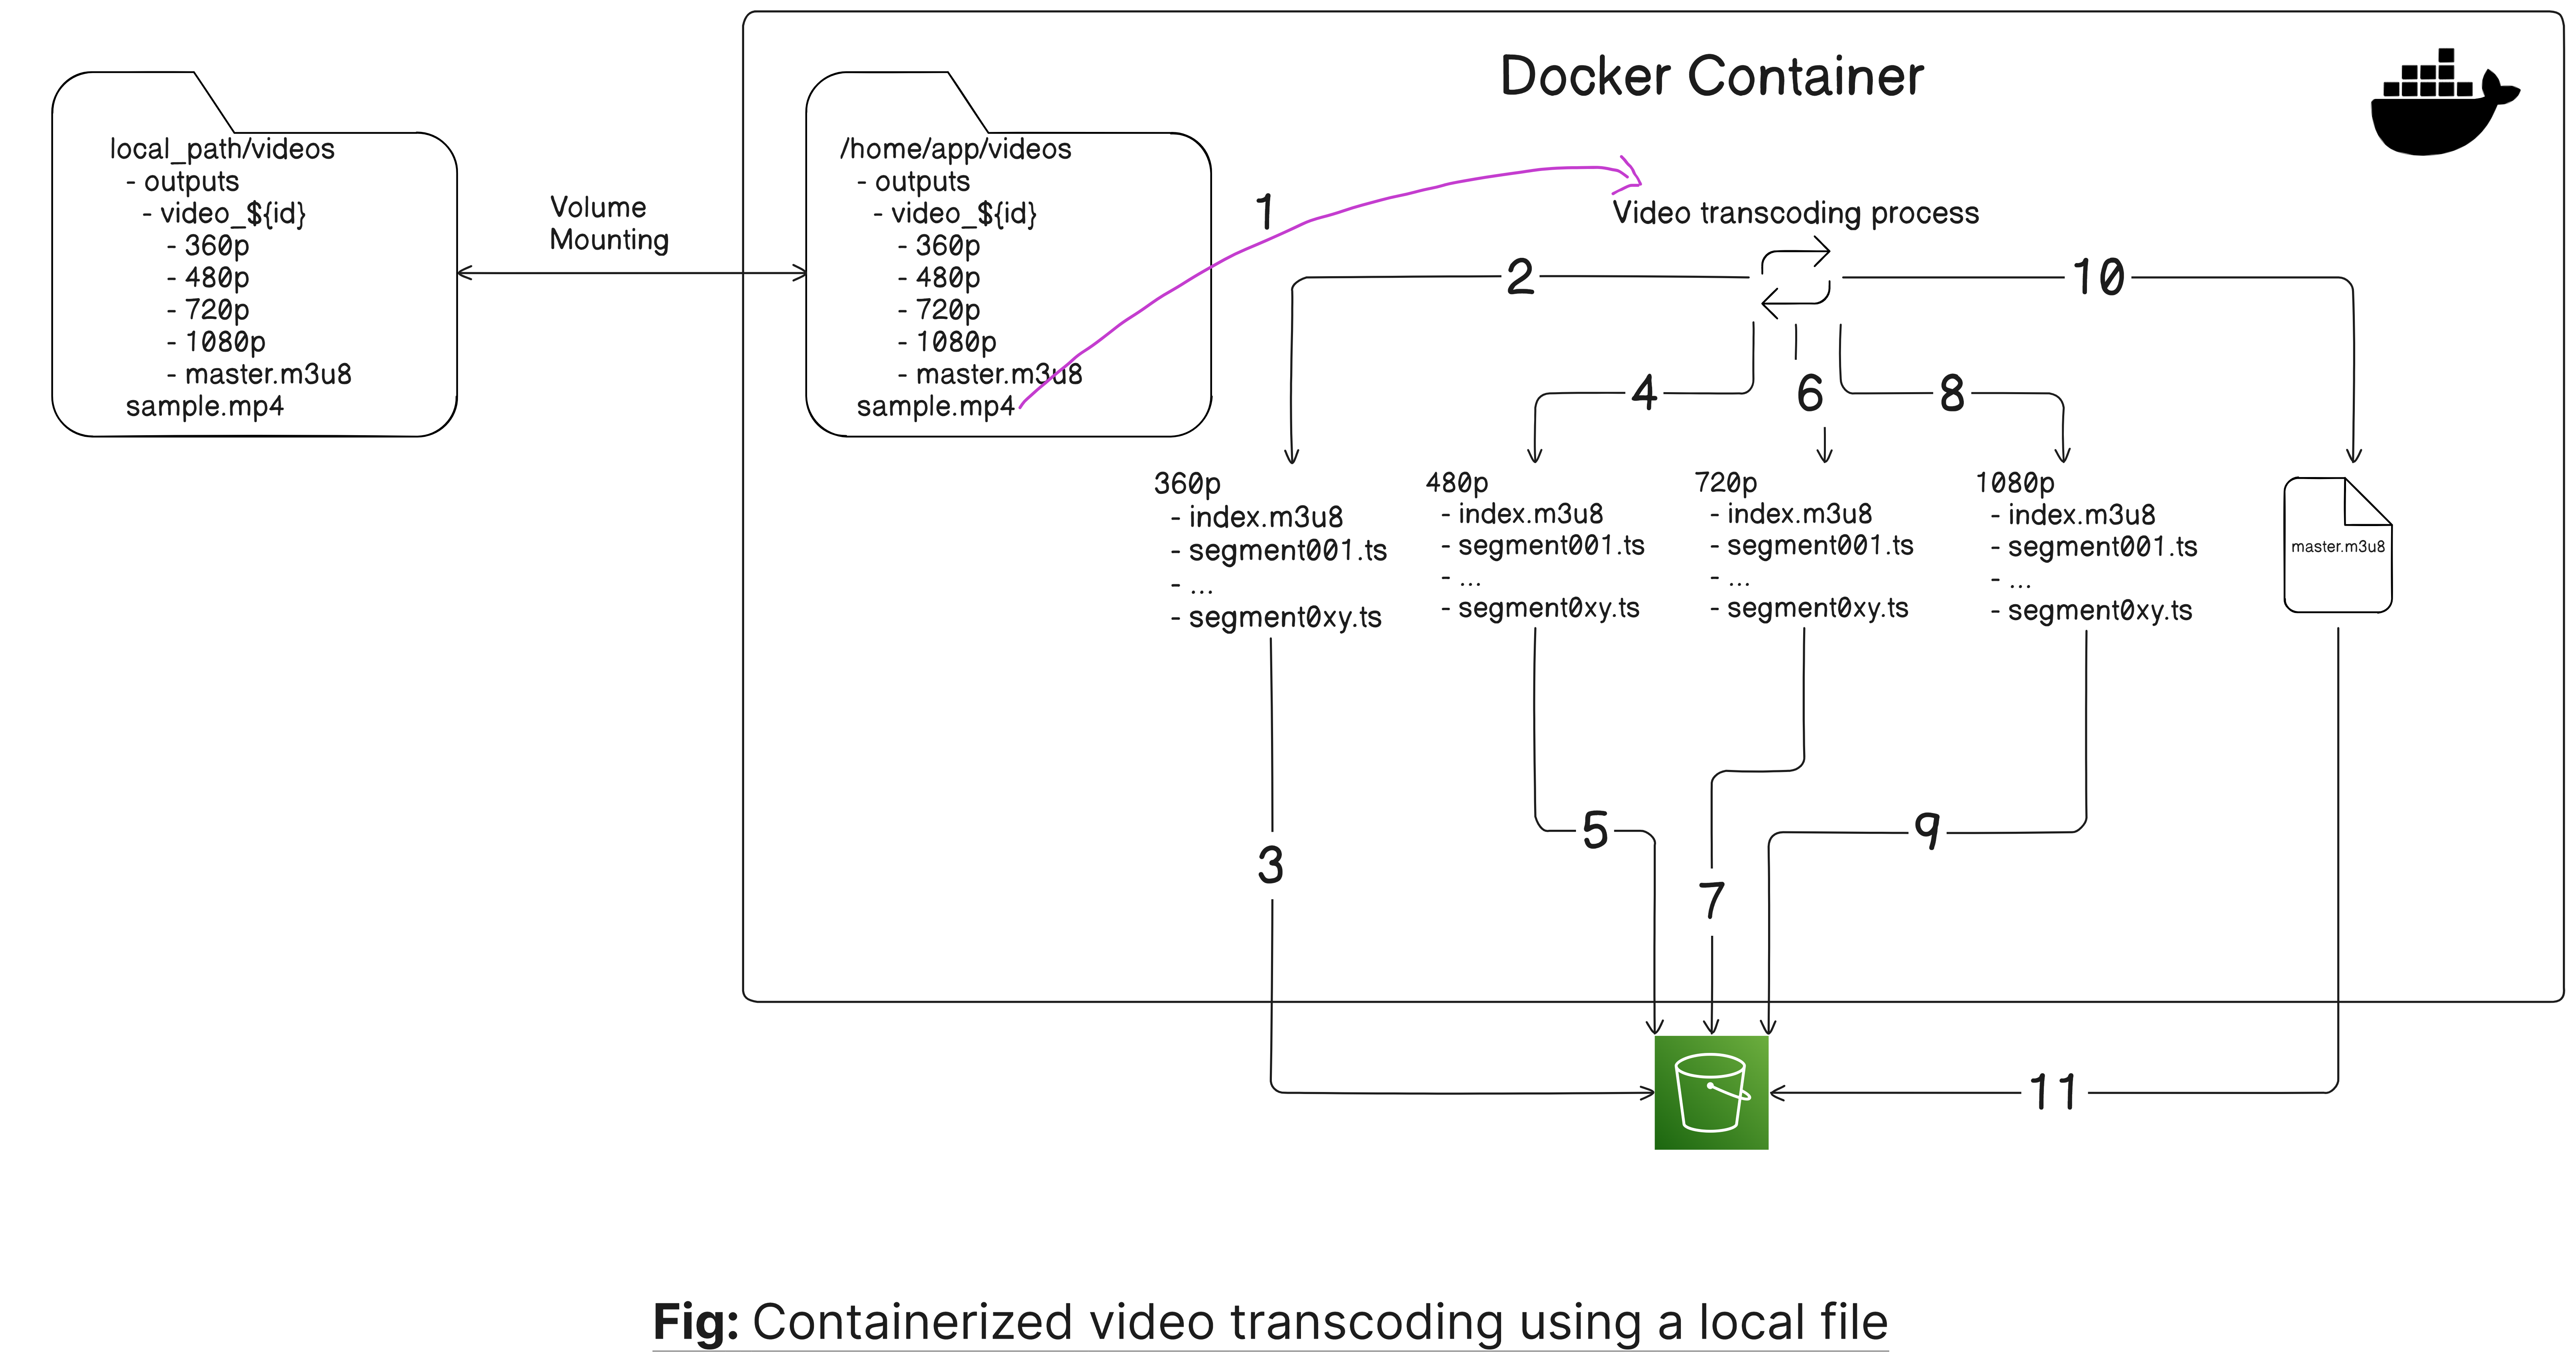 Docker Container
local_path/videos
- outputs
- video_${id}
- 360p
- 480p
- 720p
- 1080p
- master.m3u8
sample.mp4
Volume
Mounting
/home/app/videos
- outputs
- video_${id}
- 360p
- 480p
- 720p
- 1080p
- master.m3u8
sample.mp4
1
Video transcoding process
2
10
4
6
8
360p
- index.m3u8
- segment001.ts
- ...
- segment0xy.ts
480p
- index.m3u8
- segment001.ts
- ...
- segment0xy.ts
720p
- index.m3u8
- segment001.ts
- ...
- segment0xy.ts
1080p
- index.m3u8
- segment001.ts
- ...
- segment0xy.ts
master.m3u8
3
5
7
9
11
Fig: Containerized video transcoding using a local file